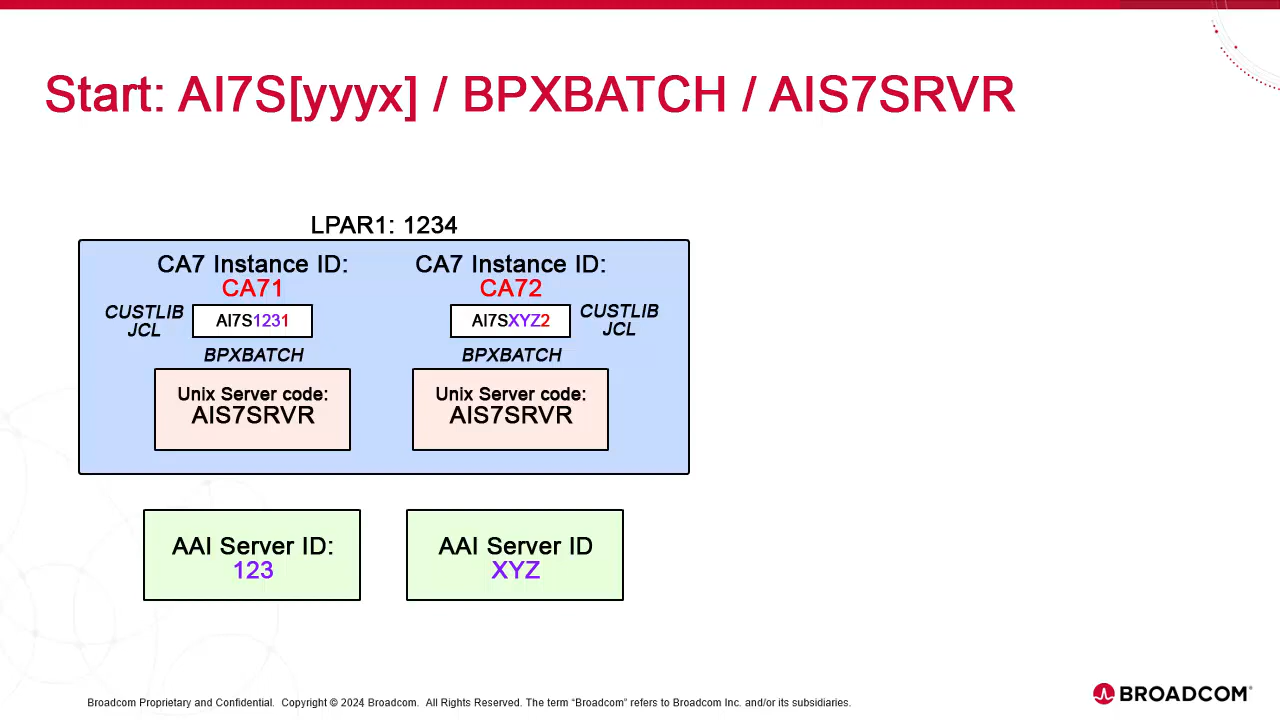 Start: AI7S[yyyx] / BPXBATCH / AIS7SRVR
LPAR1: 1234
CA7 Instance ID:
CA71
CUSTLIB
JCL
AI7S1231
BPXBATCH
Unix Server code:
AIS7SRVR
CA7 Instance ID:
CA72
AI7SXYZ2
CUSTLIB
JCL
BPXBATCH
Unix Server code:
AIS7SRVR
AAI Server ID:
123
AAI Server ID
XYZ
Broadcom Proprietary and Confidential. Copyright © 2024 Broadcom. All Rights Reserved. The term “Broadcom” refers to Broadcom Inc. and/or its subsidiaries.
BROADCOM®